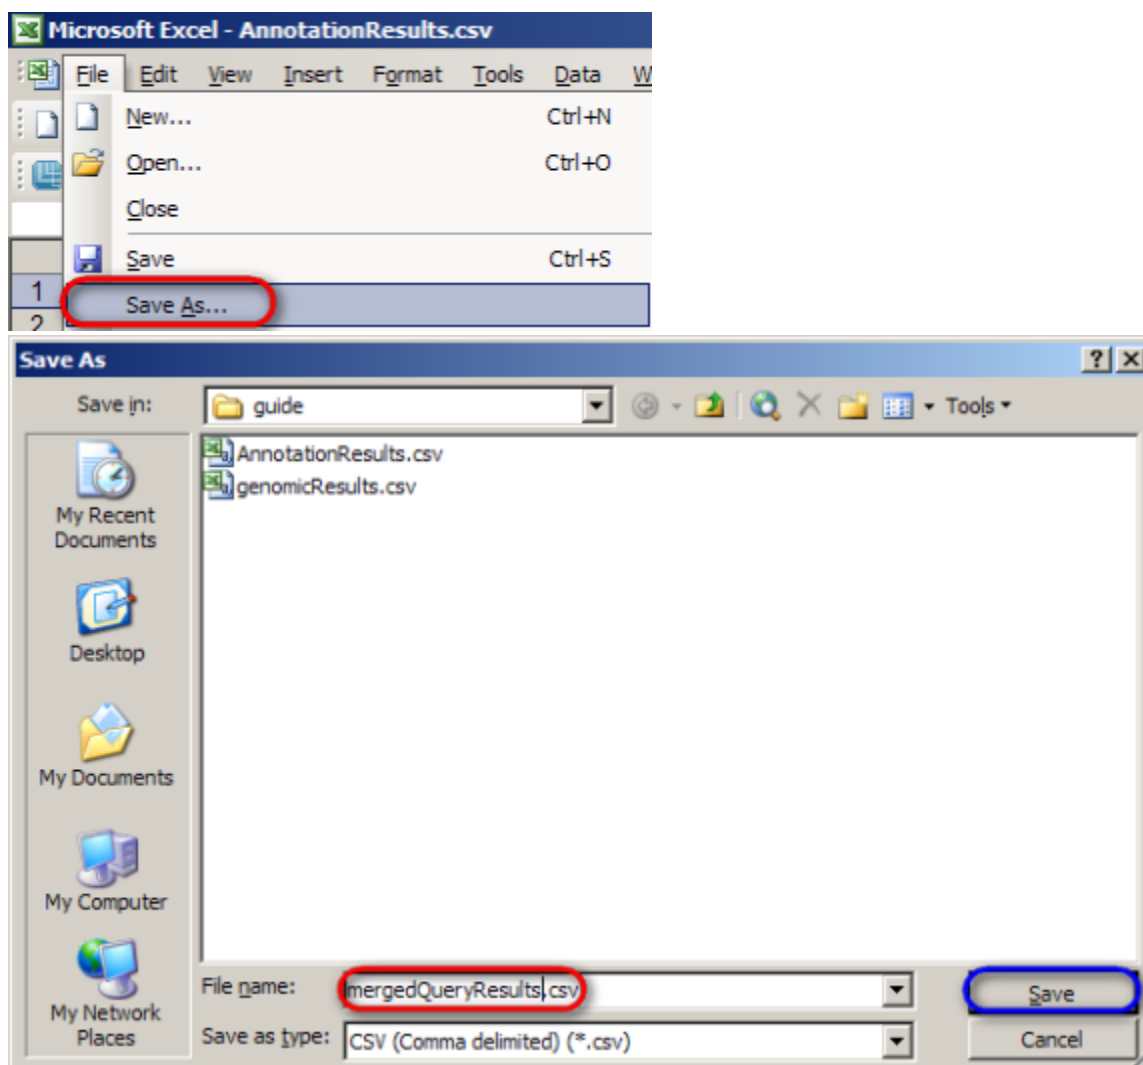 Microsoft Excel - AnnotationResults.csv
File Edit View Insert Format Tools Data W
New... Ctrl+N
Open... Ctrl+O
Close
Save Ctrl+S
1
Save As...
2
Save As
Save in: guide Tools
AnnotationResults.csv
genomicResults.csv
My Recent
Documents
Desktop
My Documents
My Computer
My Network
Places
File name: mergedQueryResults.csv Save
Save as type: CSV (Comma delimited) (*.csv) Cancel